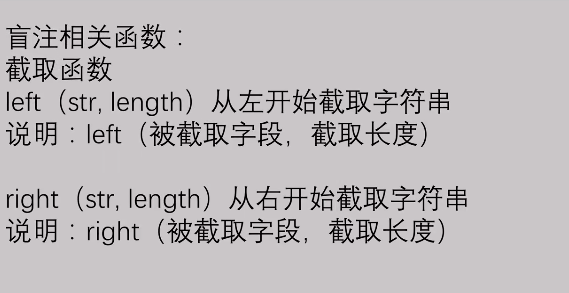 盲注相关函数：
截取函数
left（str, length）从左开始截取字符串
说明：left（被截取字段，截取长度）
right（str, length）从右开始截取字符串
说明：right（被截取字段，截取长度）